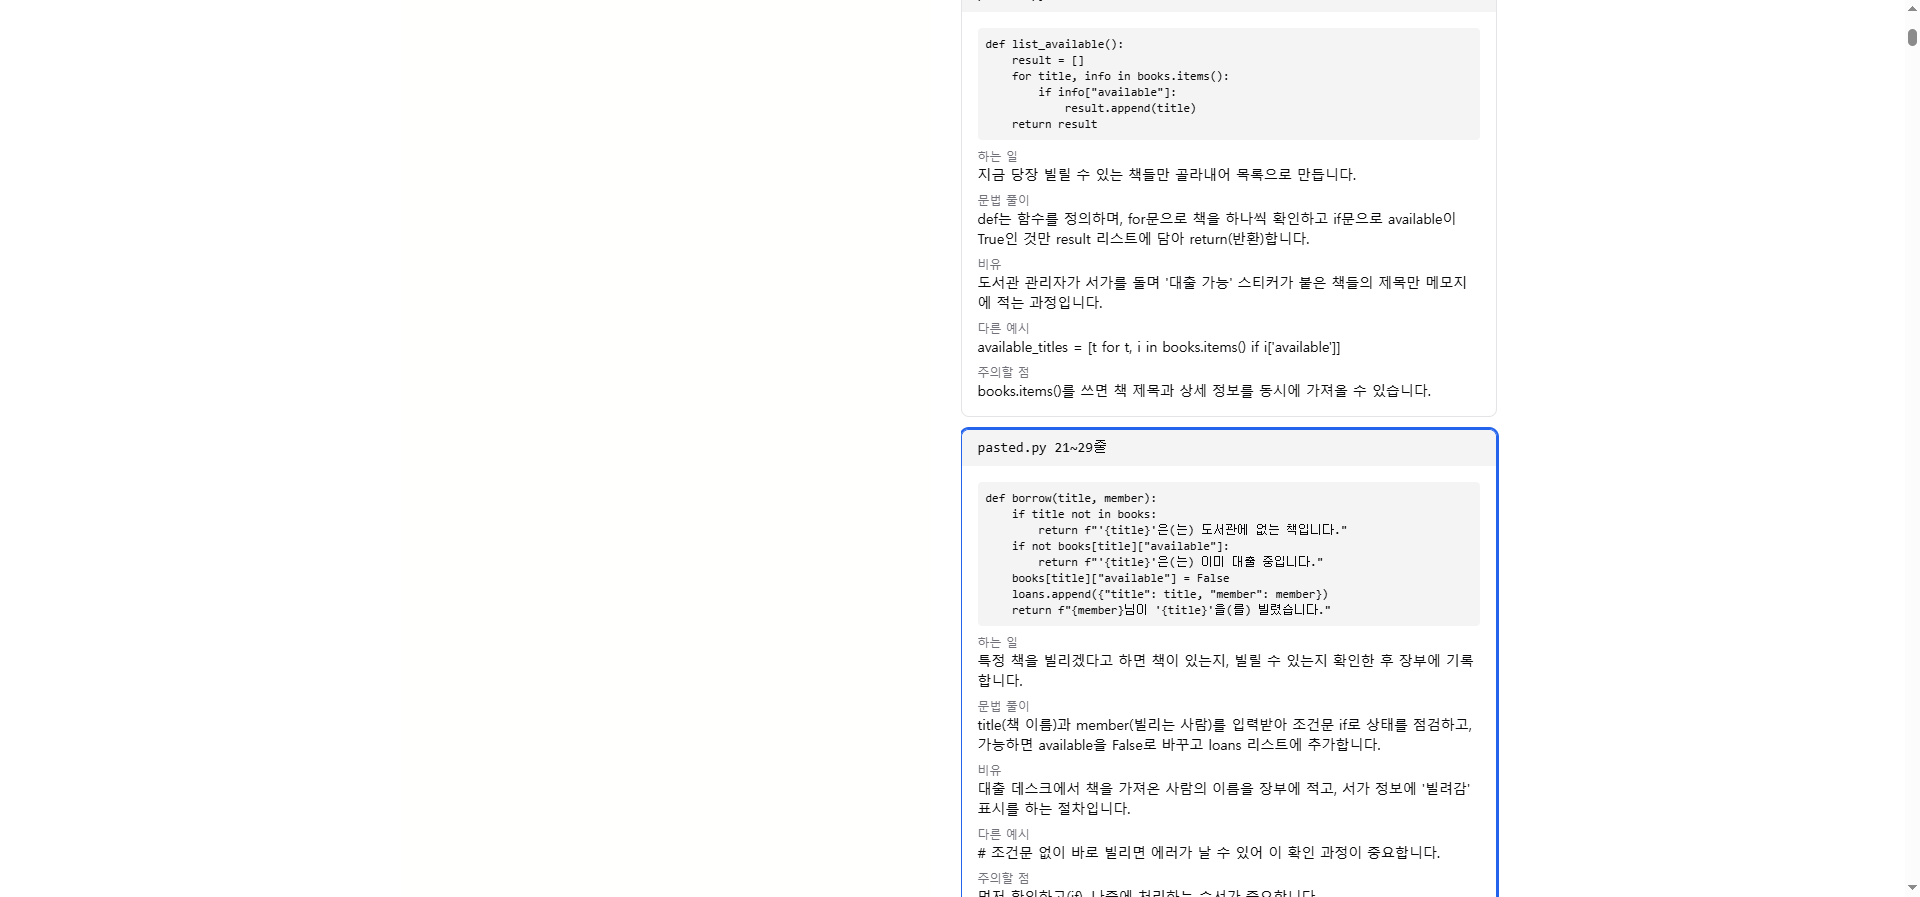 def list_available():
    result = []
    for title, info in books.items():
        if info["available"]:
            result.append(title)
    return result
하는 일
지금 당장 빌릴 수 있는 책들만 골라내어 목록으로 만듭니다.
문법 풀이
def는 함수를 정의하며, for문으로 책을 하나씩 확인하고 if문으로 available이
True인 것만 result 리스트에 담아 return(반환)합니다.
비유
도서관 관리자가 서가를 돌며 '대출 가능' 스티커가 붙은 책들의 제목만 메모지
에 적는 과정입니다.
다른 예시
available_titles = [t for t, i in books.items() if i['available']]
주의할 점
books.items()를 쓰면 책 제목과 상세 정보를 동시에 가져올 수 있습니다.
pasted.py 21~29줄
def borrow(title, member):
    if title not in books:
        return f"'{title}'은(는) 도서관에 없는 책입니다."
    if not books[title]["available"]:
        return f"'{title}'은(는) 이미 대출 중입니다."
    books[title]["available"] = False
    loans.append({"title": title, "member": member})
    return f"{member}님이 '{title}'을(를) 빌렸습니다."
하는 일
특정 책을 빌리겠다고 하면 책이 있는지, 빌릴 수 있는지 확인한 후 장부에 기록
합니다.
문법 풀이
title(책 이름)과 member(빌리는 사람)를 입력받아 조건문 if로 상태를 점검하고,
가능하면 available을 False로 바꾸고 loans 리스트에 추가합니다.
비유
대출 데스크에서 책을 가져온 사람의 이름을 장부에 적고, 서가 정보에 '빌려감'
표시를 하는 절차입니다.
다른 예시
# 조건문 없이 바로 빌리면 에러가 날 수 있어 이 확인 과정이 중요합니다.
주의할 점
먼저 확인하고(if), 나중에 처리하는 순서가 중요합니다.